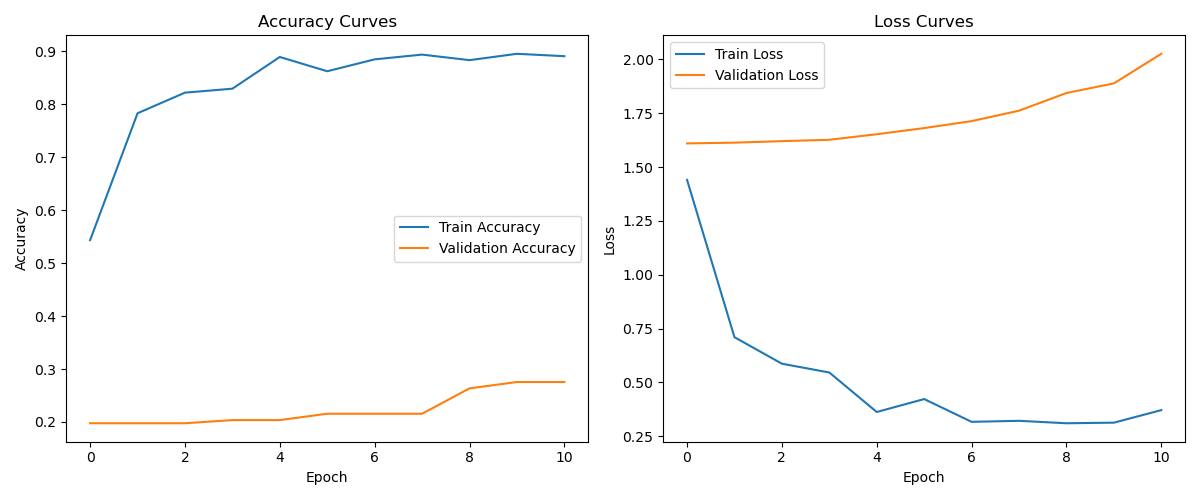 Accuracy Curves
Accuracy
0.9
0.8
0.7
0.6
0.5
0.4
0.3
0.2
Train Accuracy
Validation Accuracy
0 2 4 6 8 10
Epoch
Loss Curves
Loss
2.00
1.75
1.50
1.25
1.00
0.75
0.50
0.25
Train Loss
Validation Loss
0 2 4 6 8 10
Epoch